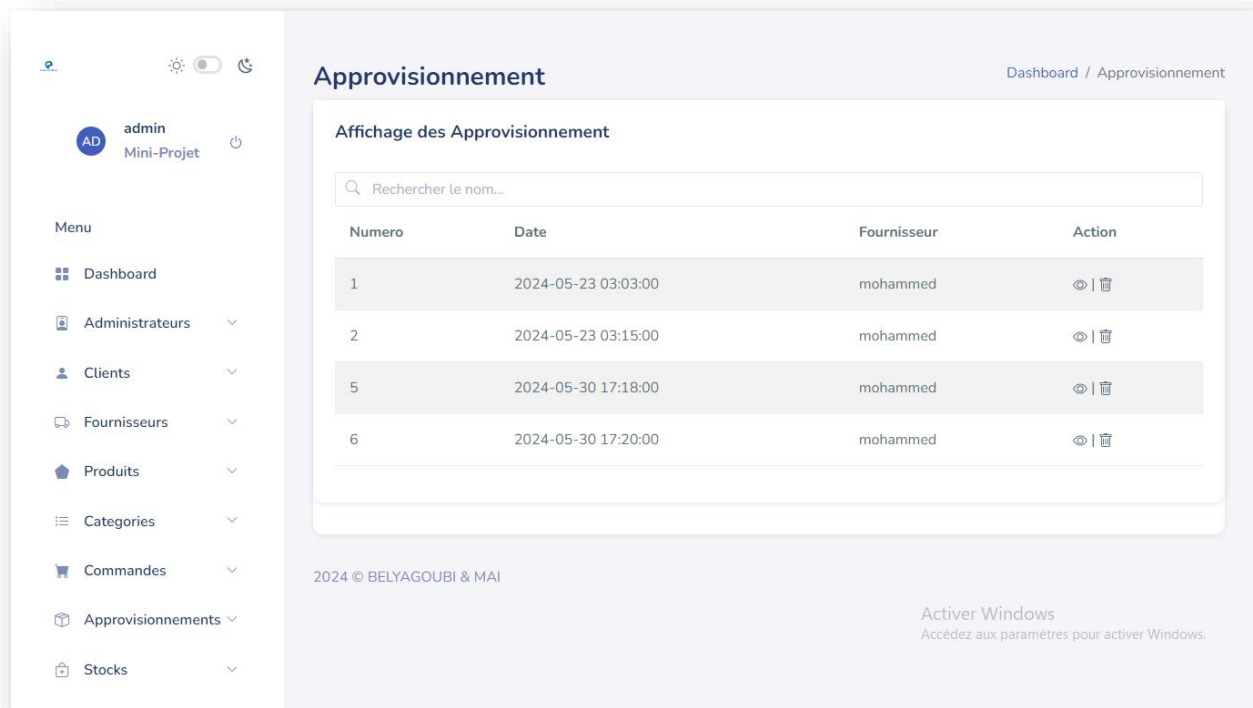 AD
admin
Mini-Projet
Menu
Dashboard
Administrateurs
Clients
Fournisseurs
Produits
Categories
Commandes
Approvisionnements
Stocks
Approvisionnement
Dashboard / Approvisionnement
Affichage des Approvisionnement
Rechercher le nom...
Numero Date Fournisseur Action
1 2024-05-23 03:03:00 mohammed |
2 2024-05-23 03:15:00 mohammed |
5 2024-05-30 17:18:00 mohammed |
6 2024-05-30 17:20:00 mohammed |
2024 © BELYAGOUBI & MAI
Activer Windows
Accédez aux paramètres pour activer Windows.